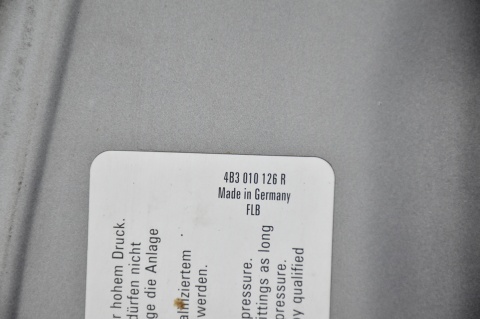 4B3 010 126 R
Made in Germany
FLB
r hohem Druck.
dürfen nicht
ge die Anlage
alifiziertem
werden.
pressure.
ittings as long
pressure.
y qualified